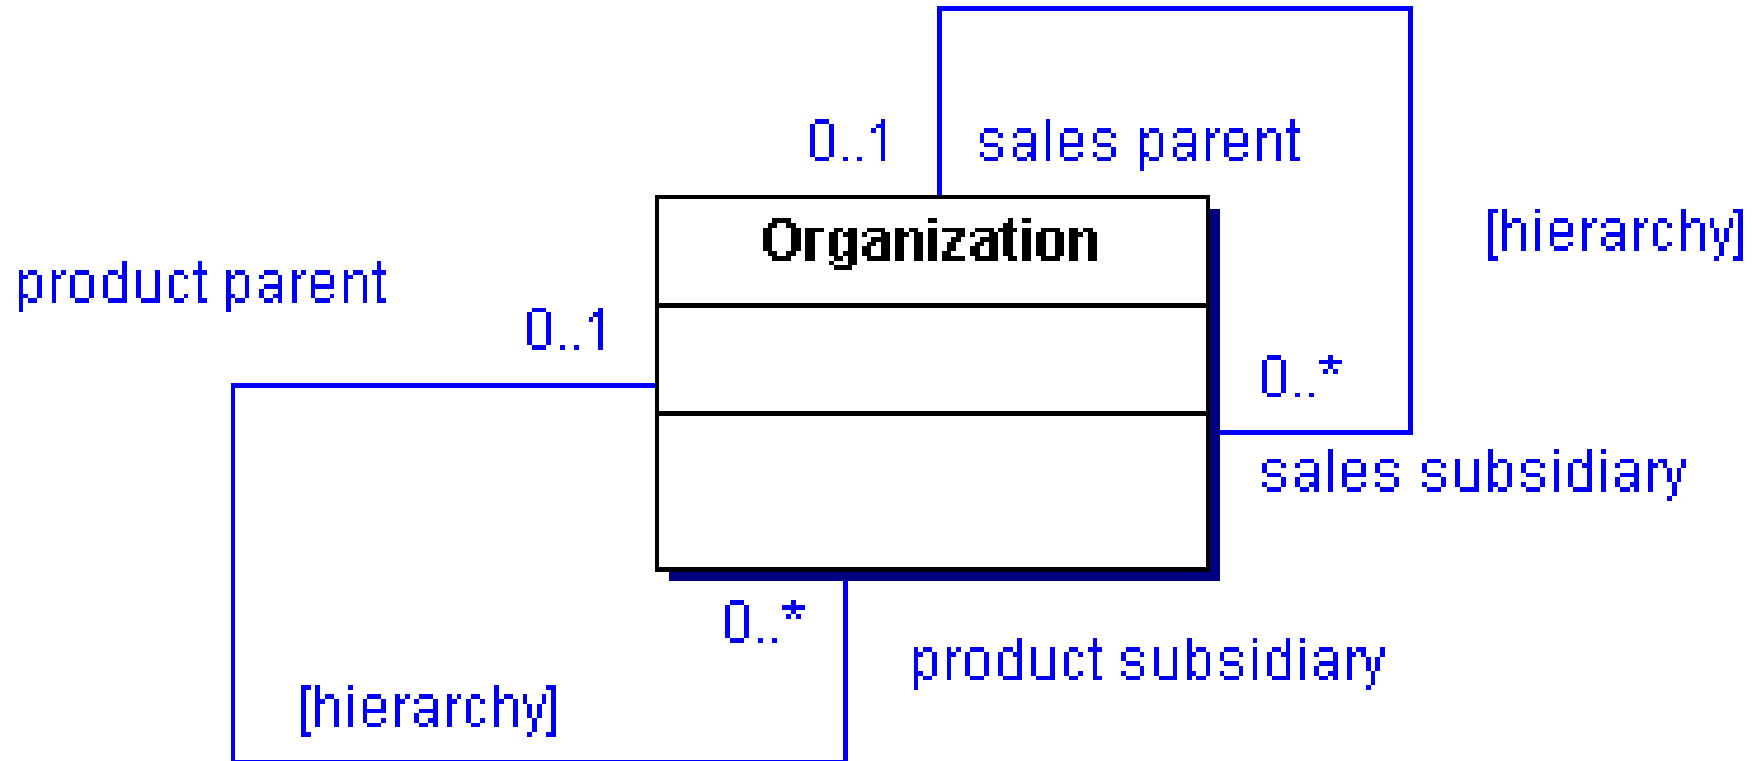 0..1 sales parent
Organization
[hierarchy]
product parent
0..1
0..*
sales subsidiary
0..*
product subsidiary
[hierarchy]